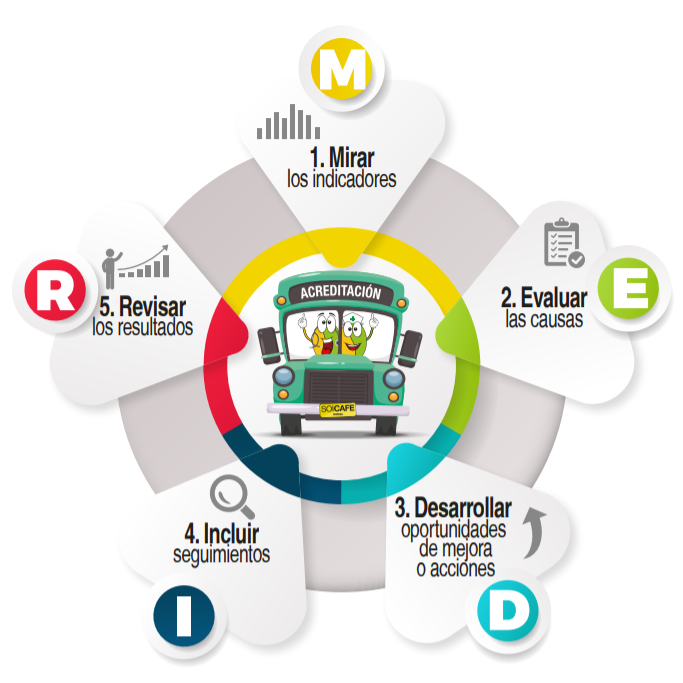 M
1. Mirar
los indicadores
E
2. Evaluar
las causas
D
3. Desarrollar
oportunidades
de mejora
o acciones
I
4. Incluir
seguimientos
R
5. Revisar
los resultados
ACREDITACIÓN
SOICAFE